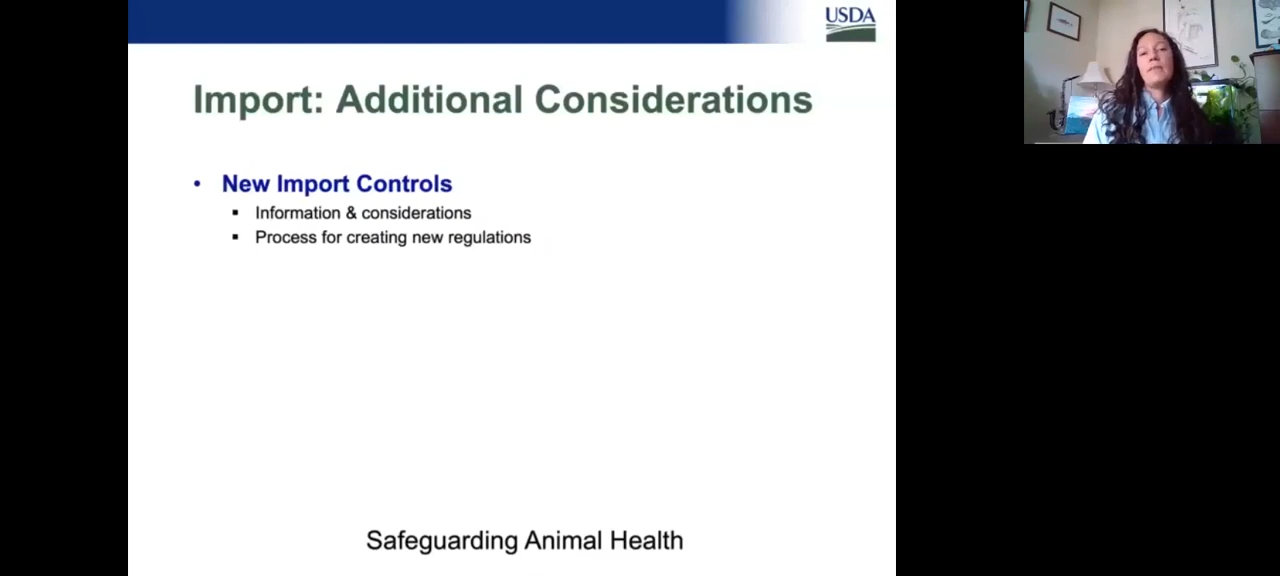 USDA
Import: Additional Considerations
• New Import Controls
▪ Information & considerations
▪ Process for creating new regulations
Safeguarding Animal Health